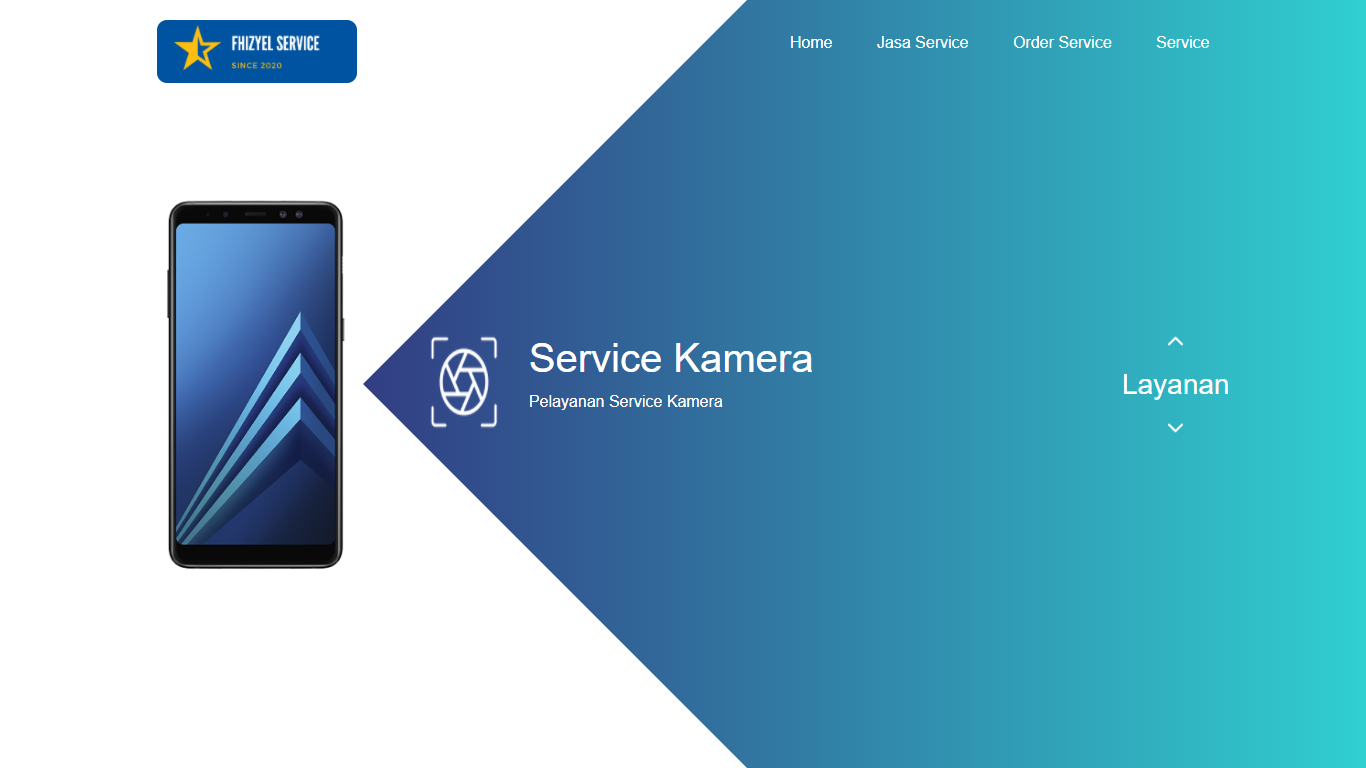 FHIZYEL SERVICE
SINCE 2020
Home
Jasa Service
Order Service
Service
Service Kamera
Pelayanan Service Kamera
Layanan